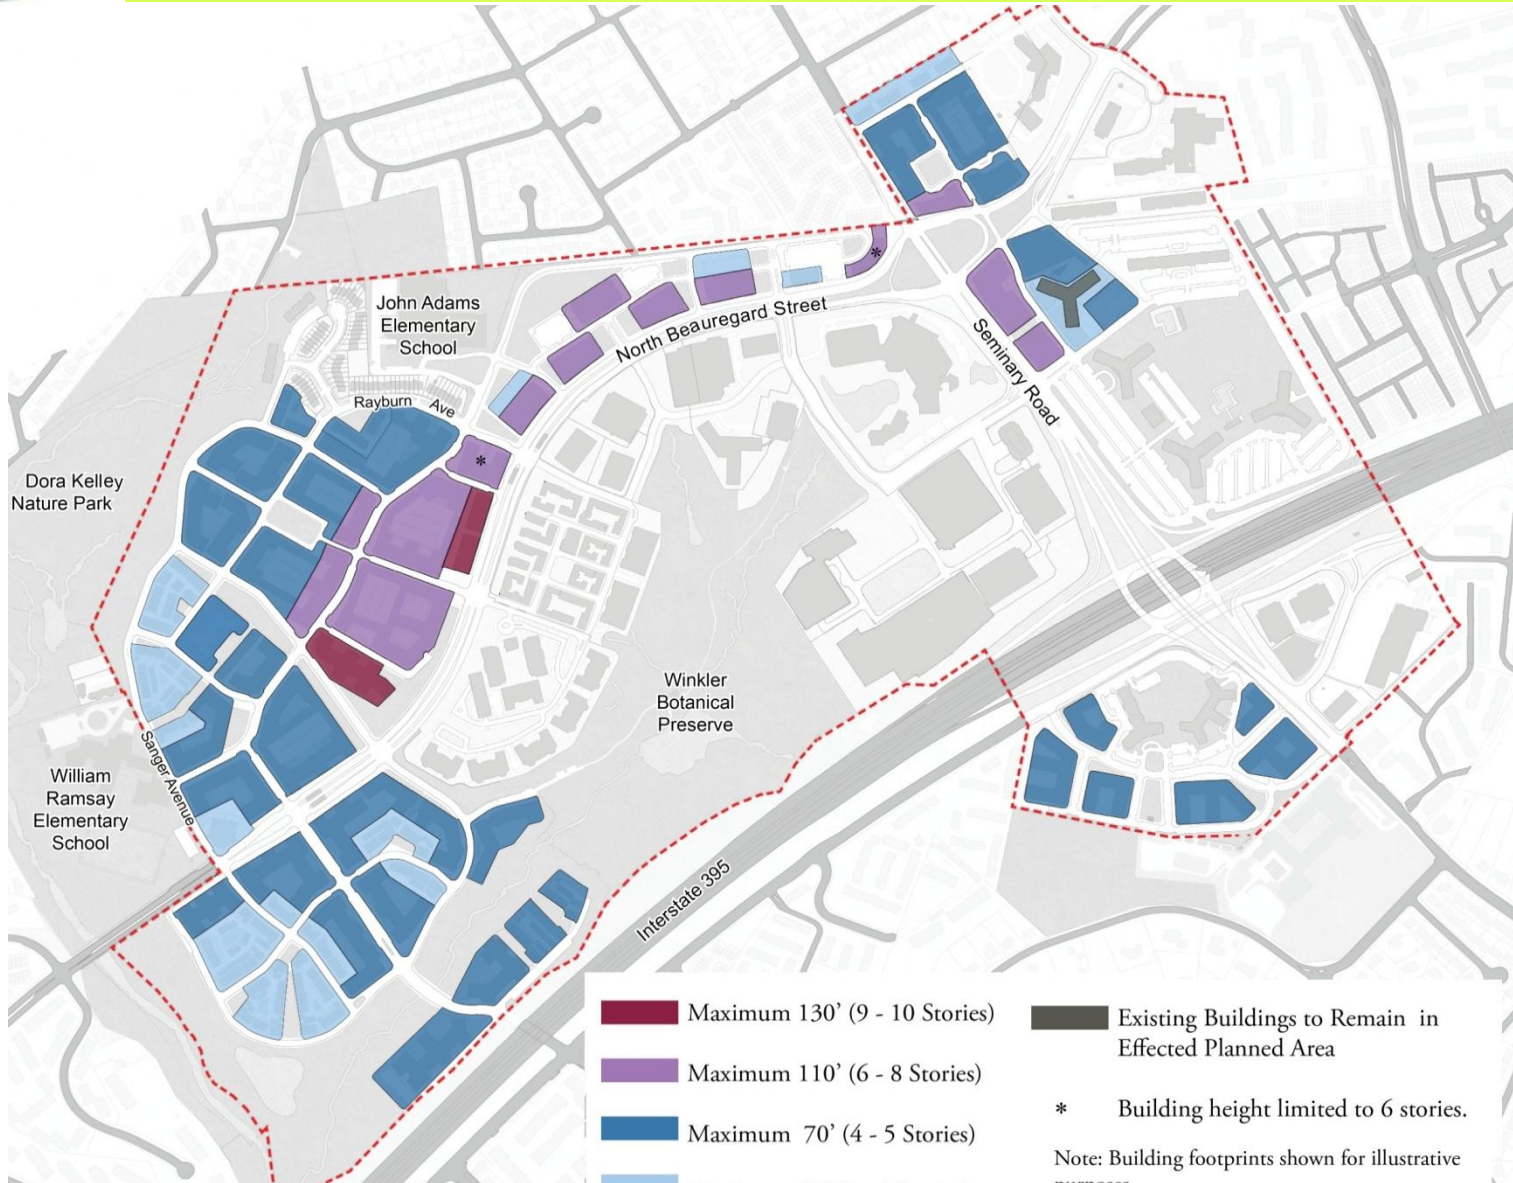 John Adams
Elementary
School
North Beauregard Street
Seminary Road
Rayburn Ave
Dora Kelley
Nature Park
Winkler
Botanical
Preserve
Sanger Avenue
William
Ramsay
Elementary
School
Interstate 395
Maximum 130’ (9 - 10 Stories)
Maximum 110’ (6 - 8 Stories)
Maximum 70’ (4 - 5 Stories)
Existing Buildings to Remain in
Effected Planned Area
* Building height limited to 6 stories.
Note: Building footprints shown for illustrative